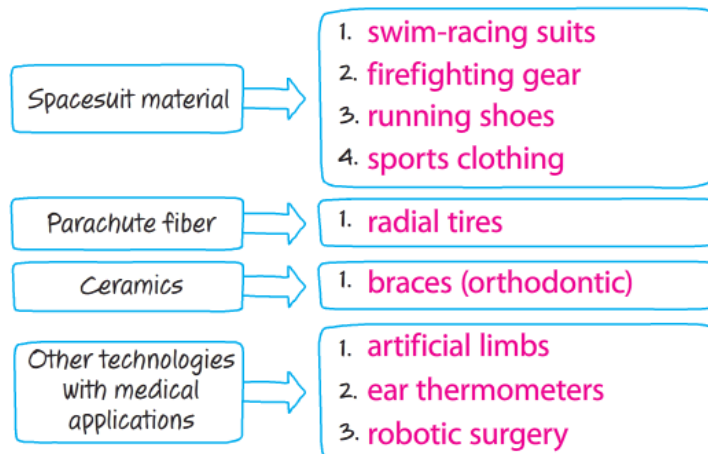 Spacesuit material
1. swim-racing suits
2. firefighting gear
3. running shoes
4. sports clothing
Parachute fiber
1. radial tires
Ceramics
1. braces (orthodontic)
Other technologies
with medical
applications
1. artificial limbs
2. ear thermometers
3. robotic surgery